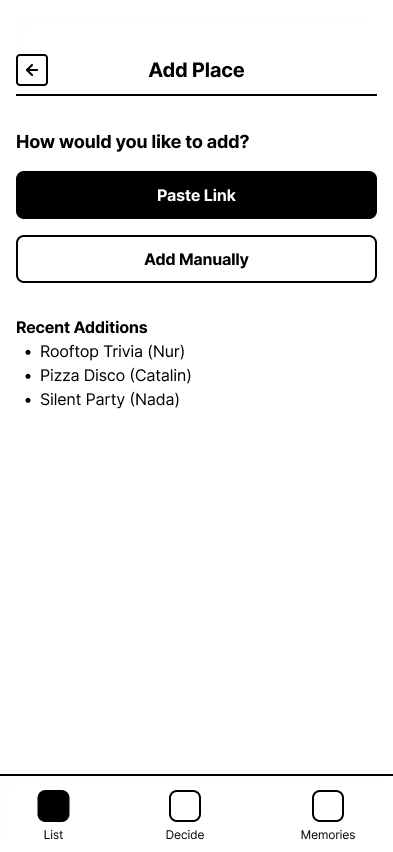 Add Place
How would you like to add?
Paste Link
Add Manually
Recent Additions
• Rooftop Trivia (Nur)
• Pizza Disco (Catalin)
• Silent Party (Nada)
List
Decide
Memories